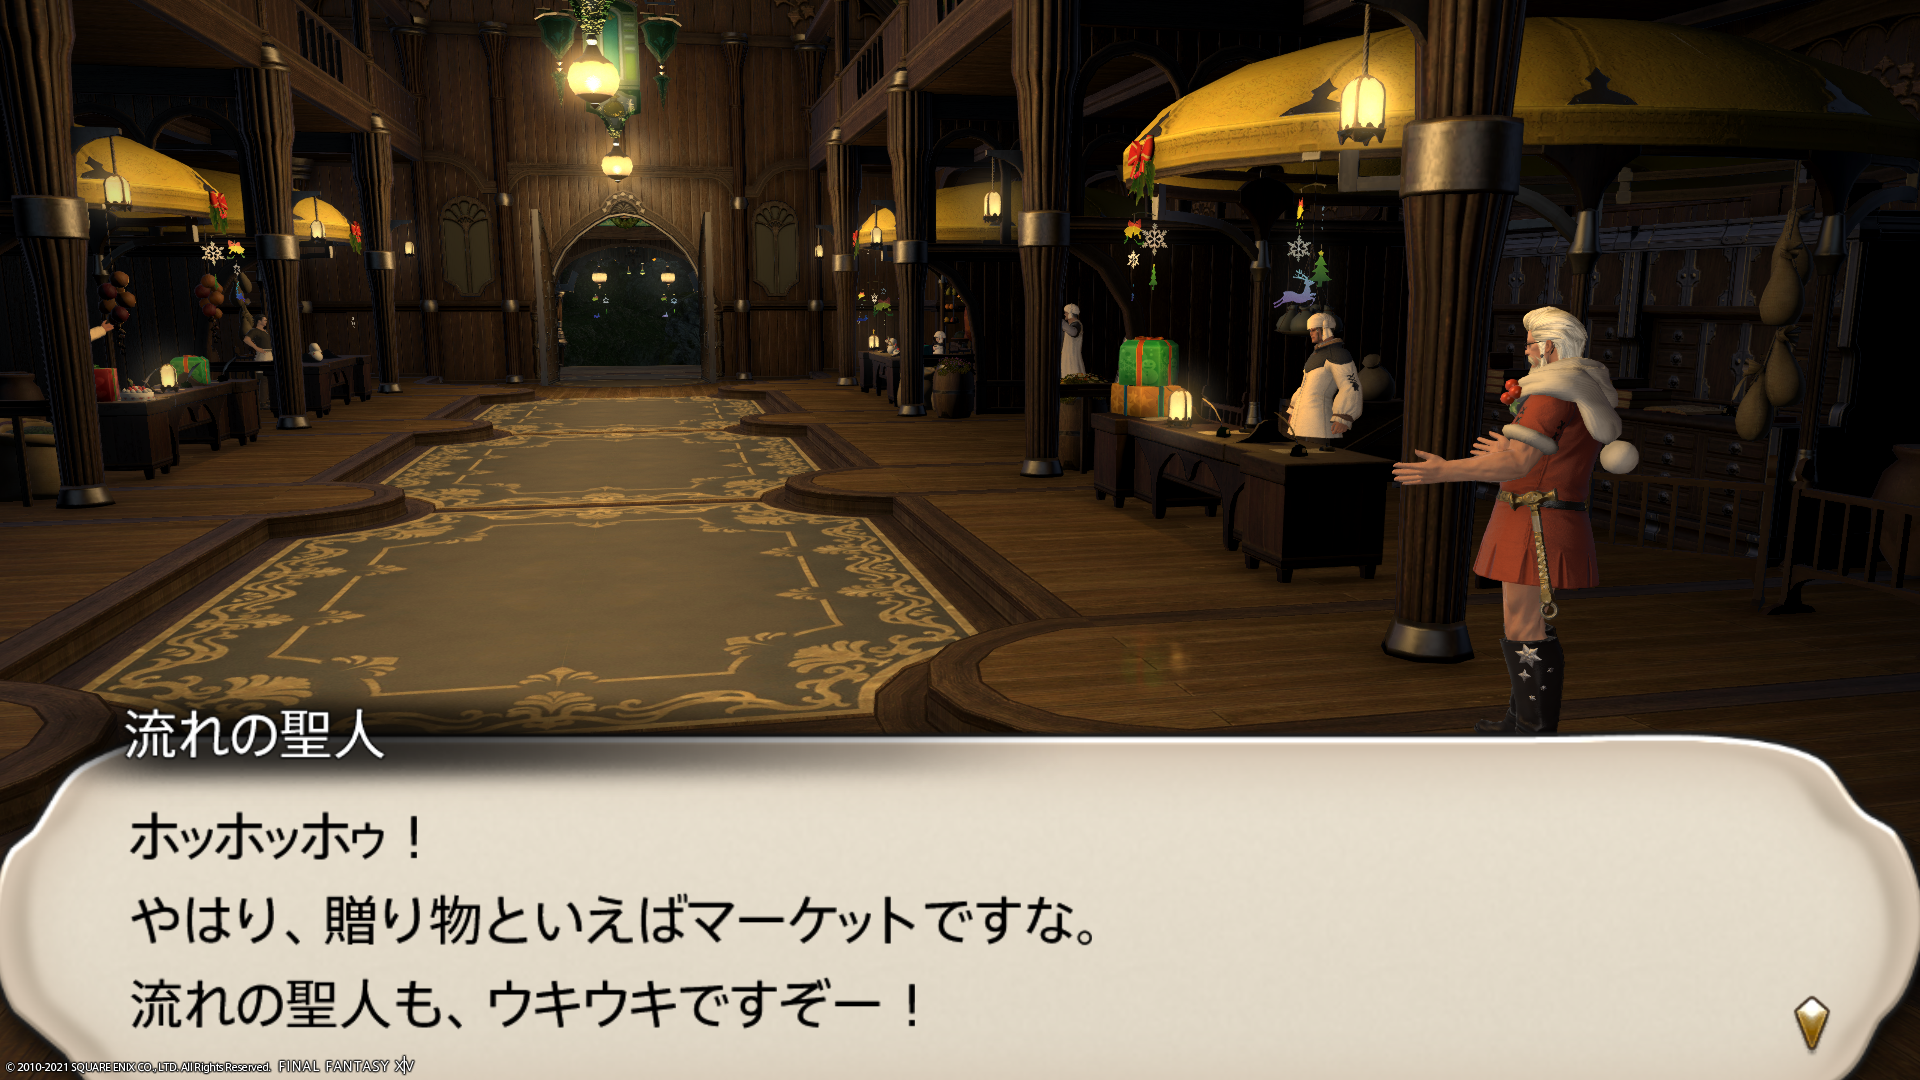 流れの聖人
ホッホッホゥ！
やはり、贈り物といえばマーケットですな。
流れの聖人も、ウキウキですぞー！
© 2010-2021 SQUARE ENIX CO., LTD. All Rights Reserved. FINAL FANTASY XIV